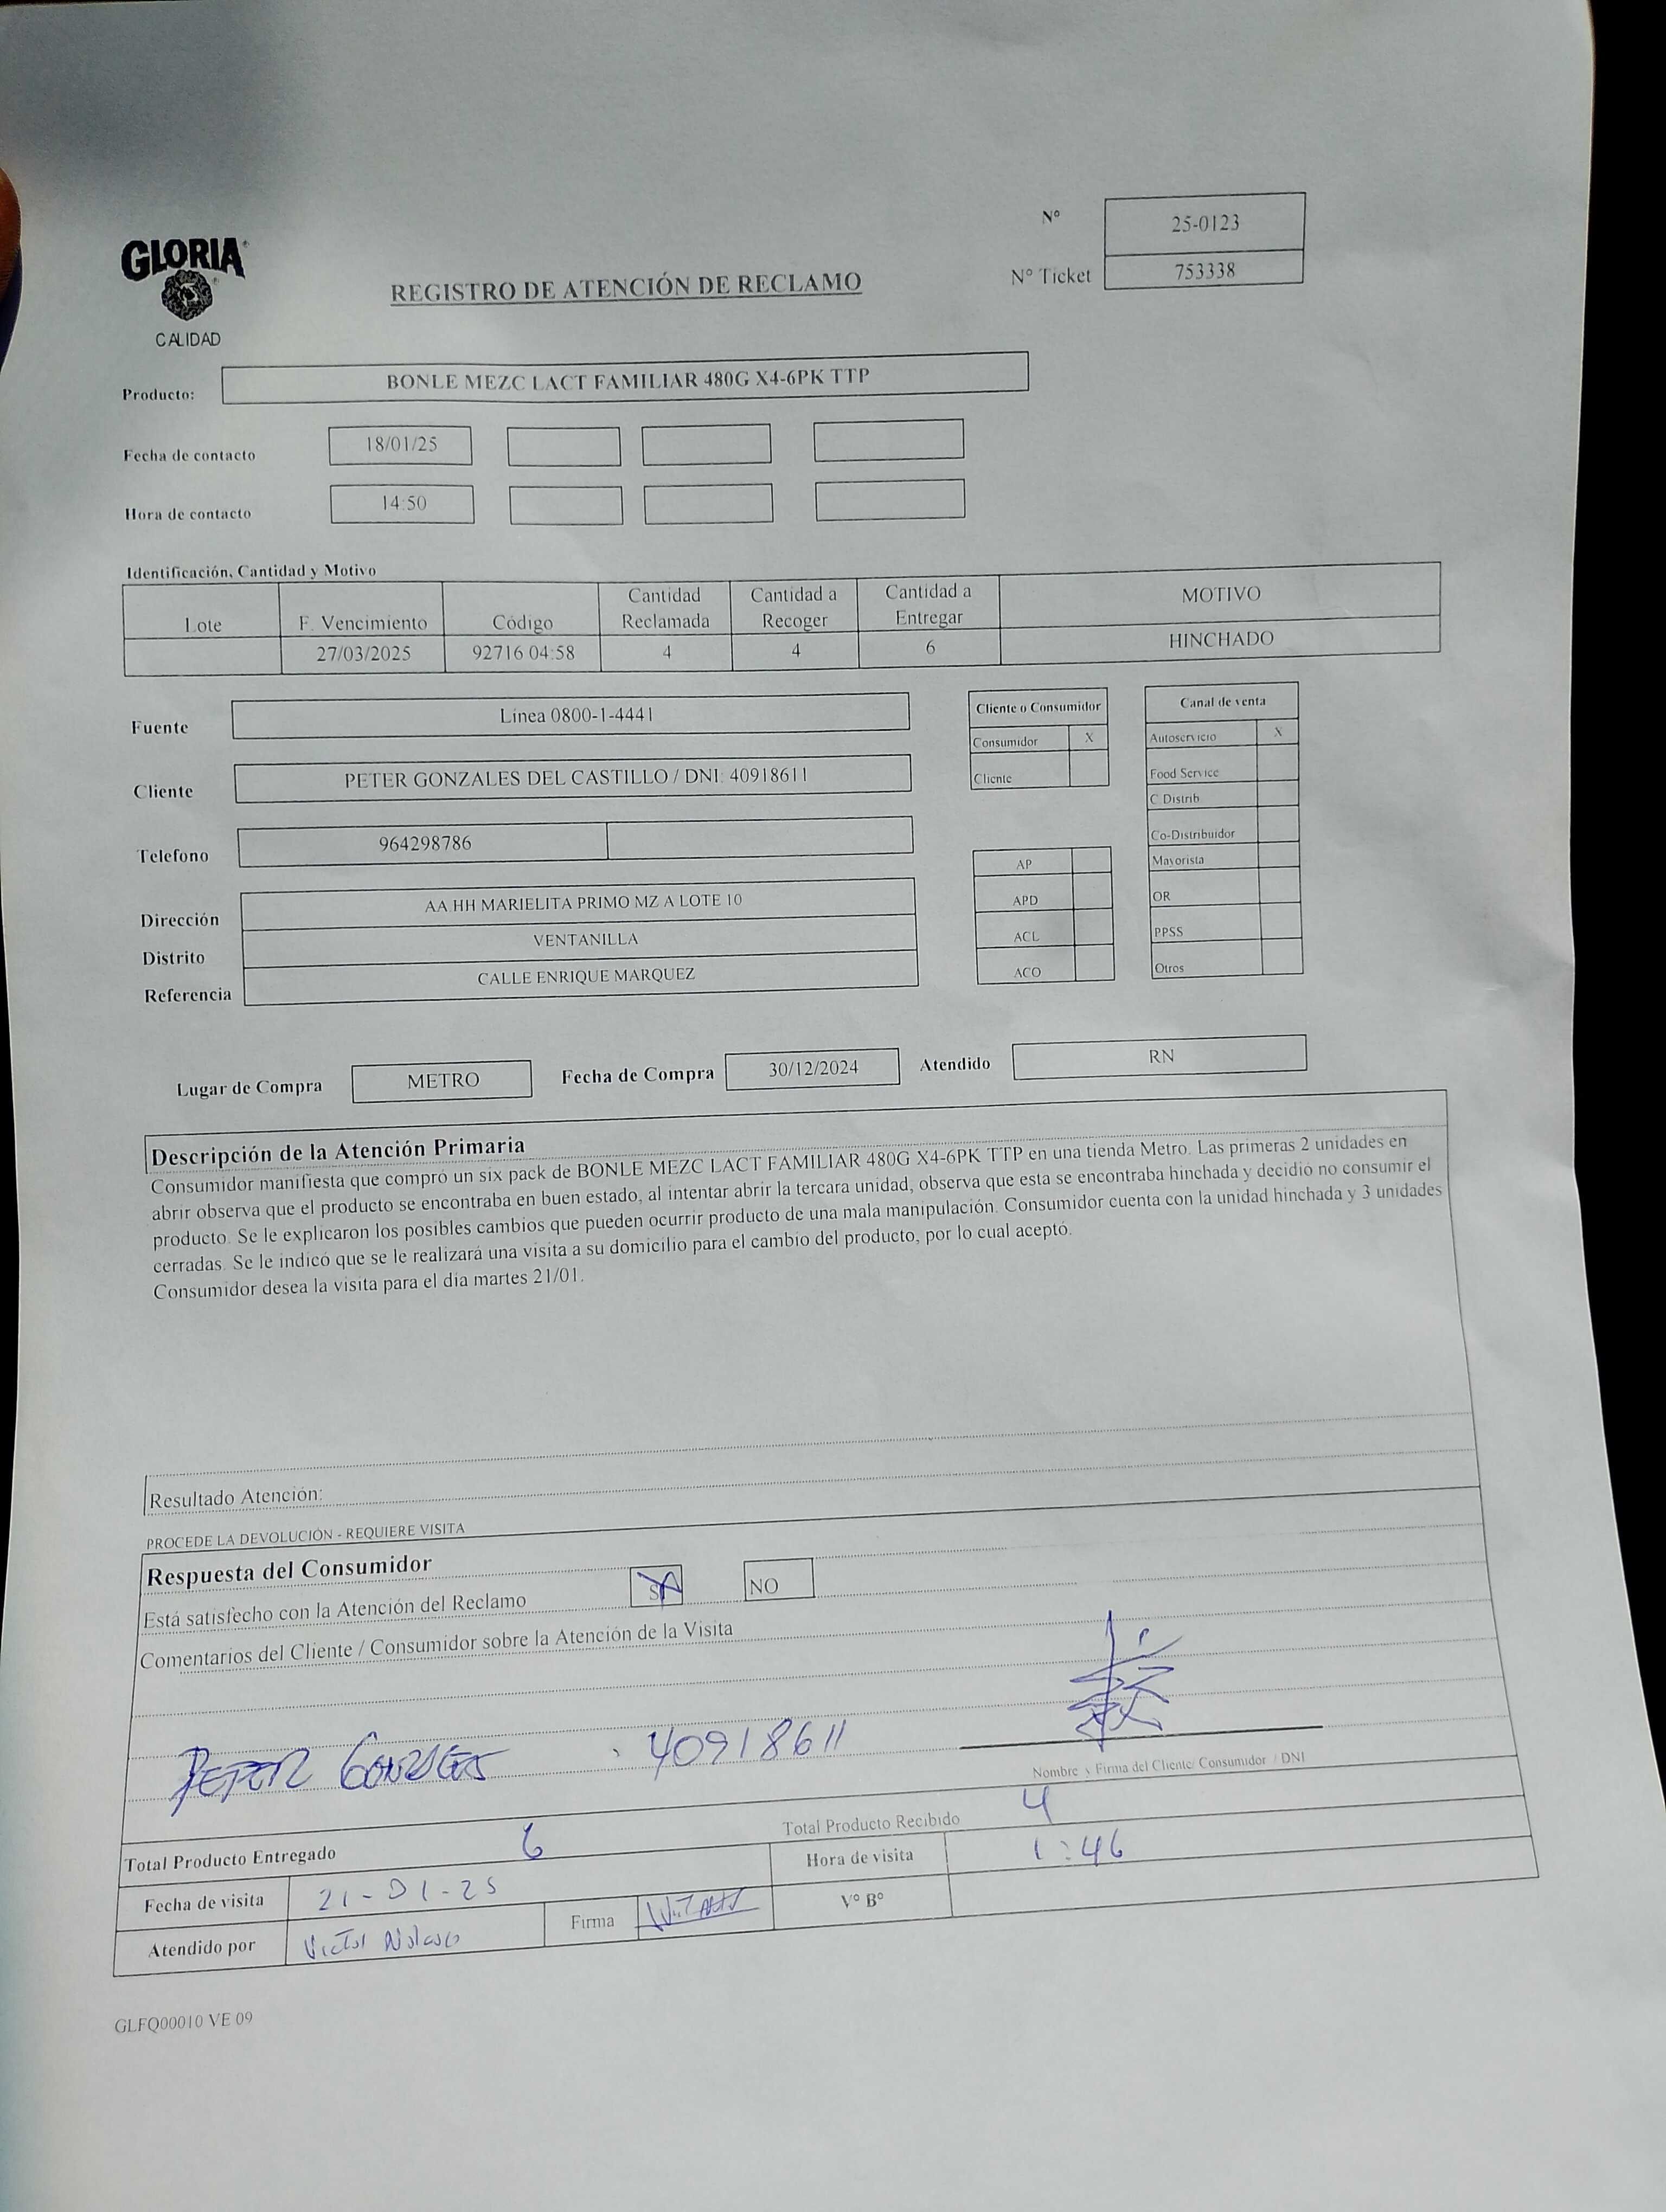 Nº 25-0123
GLORIA
Nº Ticket 753338
REGISTRO DE ATENCIÓN DE RECLAMO
CALIDAD
Producto: BONLE MEZC LACT FAMILIAR 480G X4-6PK TTP
Fecha de contacto 18/01/25
Hora de contacto 14:50
Identificación, Cantidad y Motivo
Lote F. Vencimiento Código Cantidad Reclamada Cantidad a Recoger Cantidad a Entregar MOTIVO
27/03/2025 92716 04:58 4 4 6 HINCHADO
Fuente Línea 0800-1-4441
Cliente PETER GONZALES DEL CASTILLO / DNI: 40918611
Telefono 964298786
Dirección AA.HH MARIELITA PRIMO MZ A LOTE 10
Distrito VENTANILLA
Referencia CALLE ENRIQUE MARQUEZ
Cliente o Consumidor
Consumidor X
Cliente
AP
APD
ACL
ACO
Canal de venta
Autoservicio X
Food Service
C.Distrib
Co-Distribuidor
Mayorista
OR
PPSS
Otros
Lugar de Compra METRO Fecha de Compra 30/12/2024 Atendido RN
Descripción de la Atención Primaria
Consumidor manifiesta que compró un six pack de BONLE MEZC LACT FAMILIAR 480G X4-6PK TTP en una tienda Metro. Las primeras 2 unidades en
abrir observa que el producto se encontraba en buen estado, al intentar abrir la tercara unidad, observa que esta se encontraba hinchada y decidió no consumir el
producto. Se le explicaron los posibles cambios que pueden ocurrir producto de una mala manipulación. Consumidor cuenta con la unidad hinchada y 3 unidades
cerradas. Se le indicó que se le realizará una visita a su domicilio para el cambio del producto, por lo cual aceptó.
Consumidor desea la visita para el día martes 21/01.
Resultado Atención:
PROCEDE LA DEVOLUCIÓN - REQUIERE VISITA
Respuesta del Consumidor
Está satisfecho con la Atención del Reclamo NO
Comentarios del Cliente / Consumidor sobre la Atención de la Visita
PETER GONZALES 40918611
Nombre y Firma del Cliente/ Consumidor / DNI
Total Producto Entregado 6 Total Producto Recibido 4
Fecha de visita 21-01-25 Hora de visita 1:46
Atendido por Victor Nolasco Firma Vº Bº
GLFQ00010 VE 09